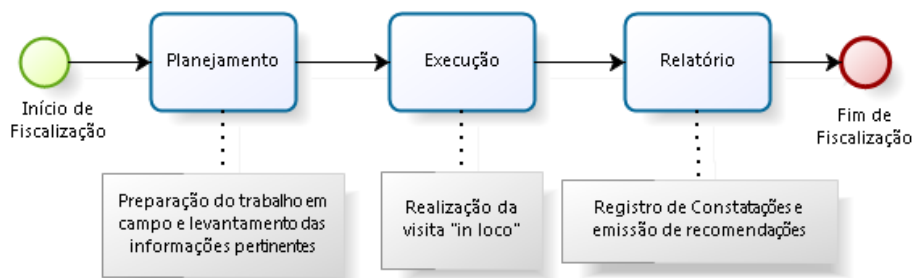 Planejamento
Execução
Relatório
Início de
Fiscalização
Fim de
Fiscalização
Preparação do trabalho em
campo e levantamento das
informações pertinentes
Realização da
visita "in loco"
Registro de Constatações e
emissão de recomendações